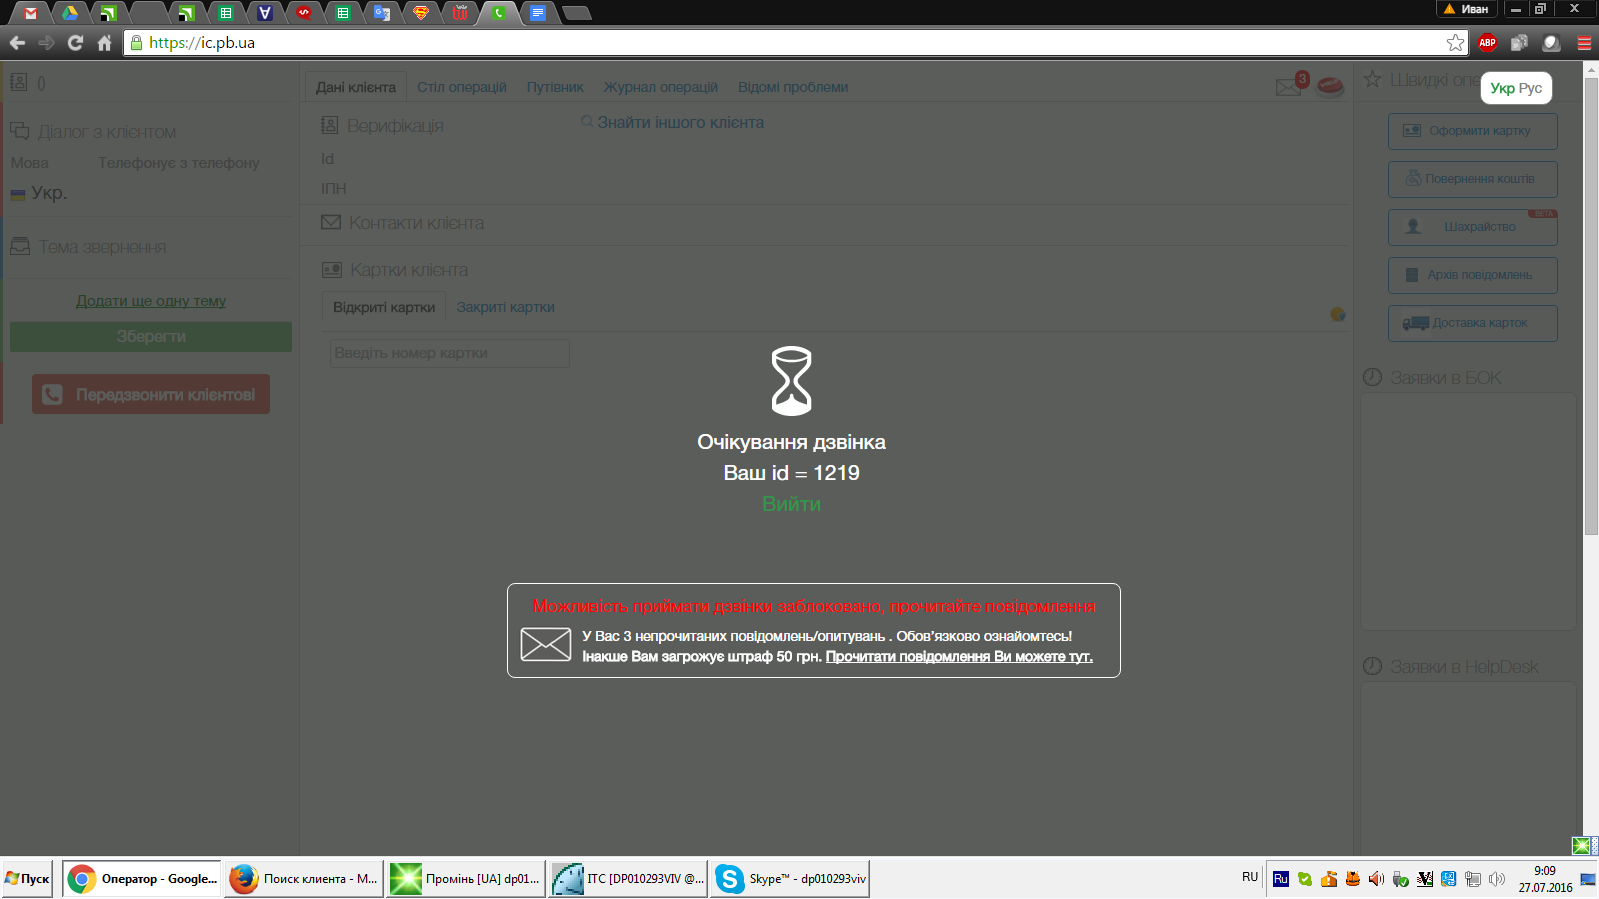 Иван
https://ic.pb.ua
ABP
0
Дані клієнта
Стіл операцій
Путівник
Журнал операцій
Відомі проблеми
3
Швидкі опе
Укр Рус
Діалог з клієнтом
Мова
Телефонує з телефону
Укр.
Тема звернення
Додати ще одну тему
Зберегти
Передзвонити клієнтові
Верифікація
Знайти іншого клієнта
Id
ІПН
Контакти клієнта
Картки клієнта
Відкриті картки
Закриті картки
Введіть номер картки
Оформити картку
Повернення коштів
BETA
Шахрайство
Архів повідомлень
Доставка карток
Заявки в БОК
Заявки в HelpDesk
Очікування дзвінка
Ваш id = 1219
Вийти
Можливість приймати дзвінки заблоковано, прочитайте повідомлення
У Вас 3 непрочитаних повідомлень/опитувань . Обов’язково ознайомтесь!
Інакше Вам загрожує штраф 50 грн. Прочитати повідомлення Ви можете тут.
Пуск
Оператор - Google...
Поиск клиента - M...
Промінь [UA] dp01...
ITC [DP010293VIV @...
Skype™ - dp010293viv
RU
Ru
9:09
27.07.2016